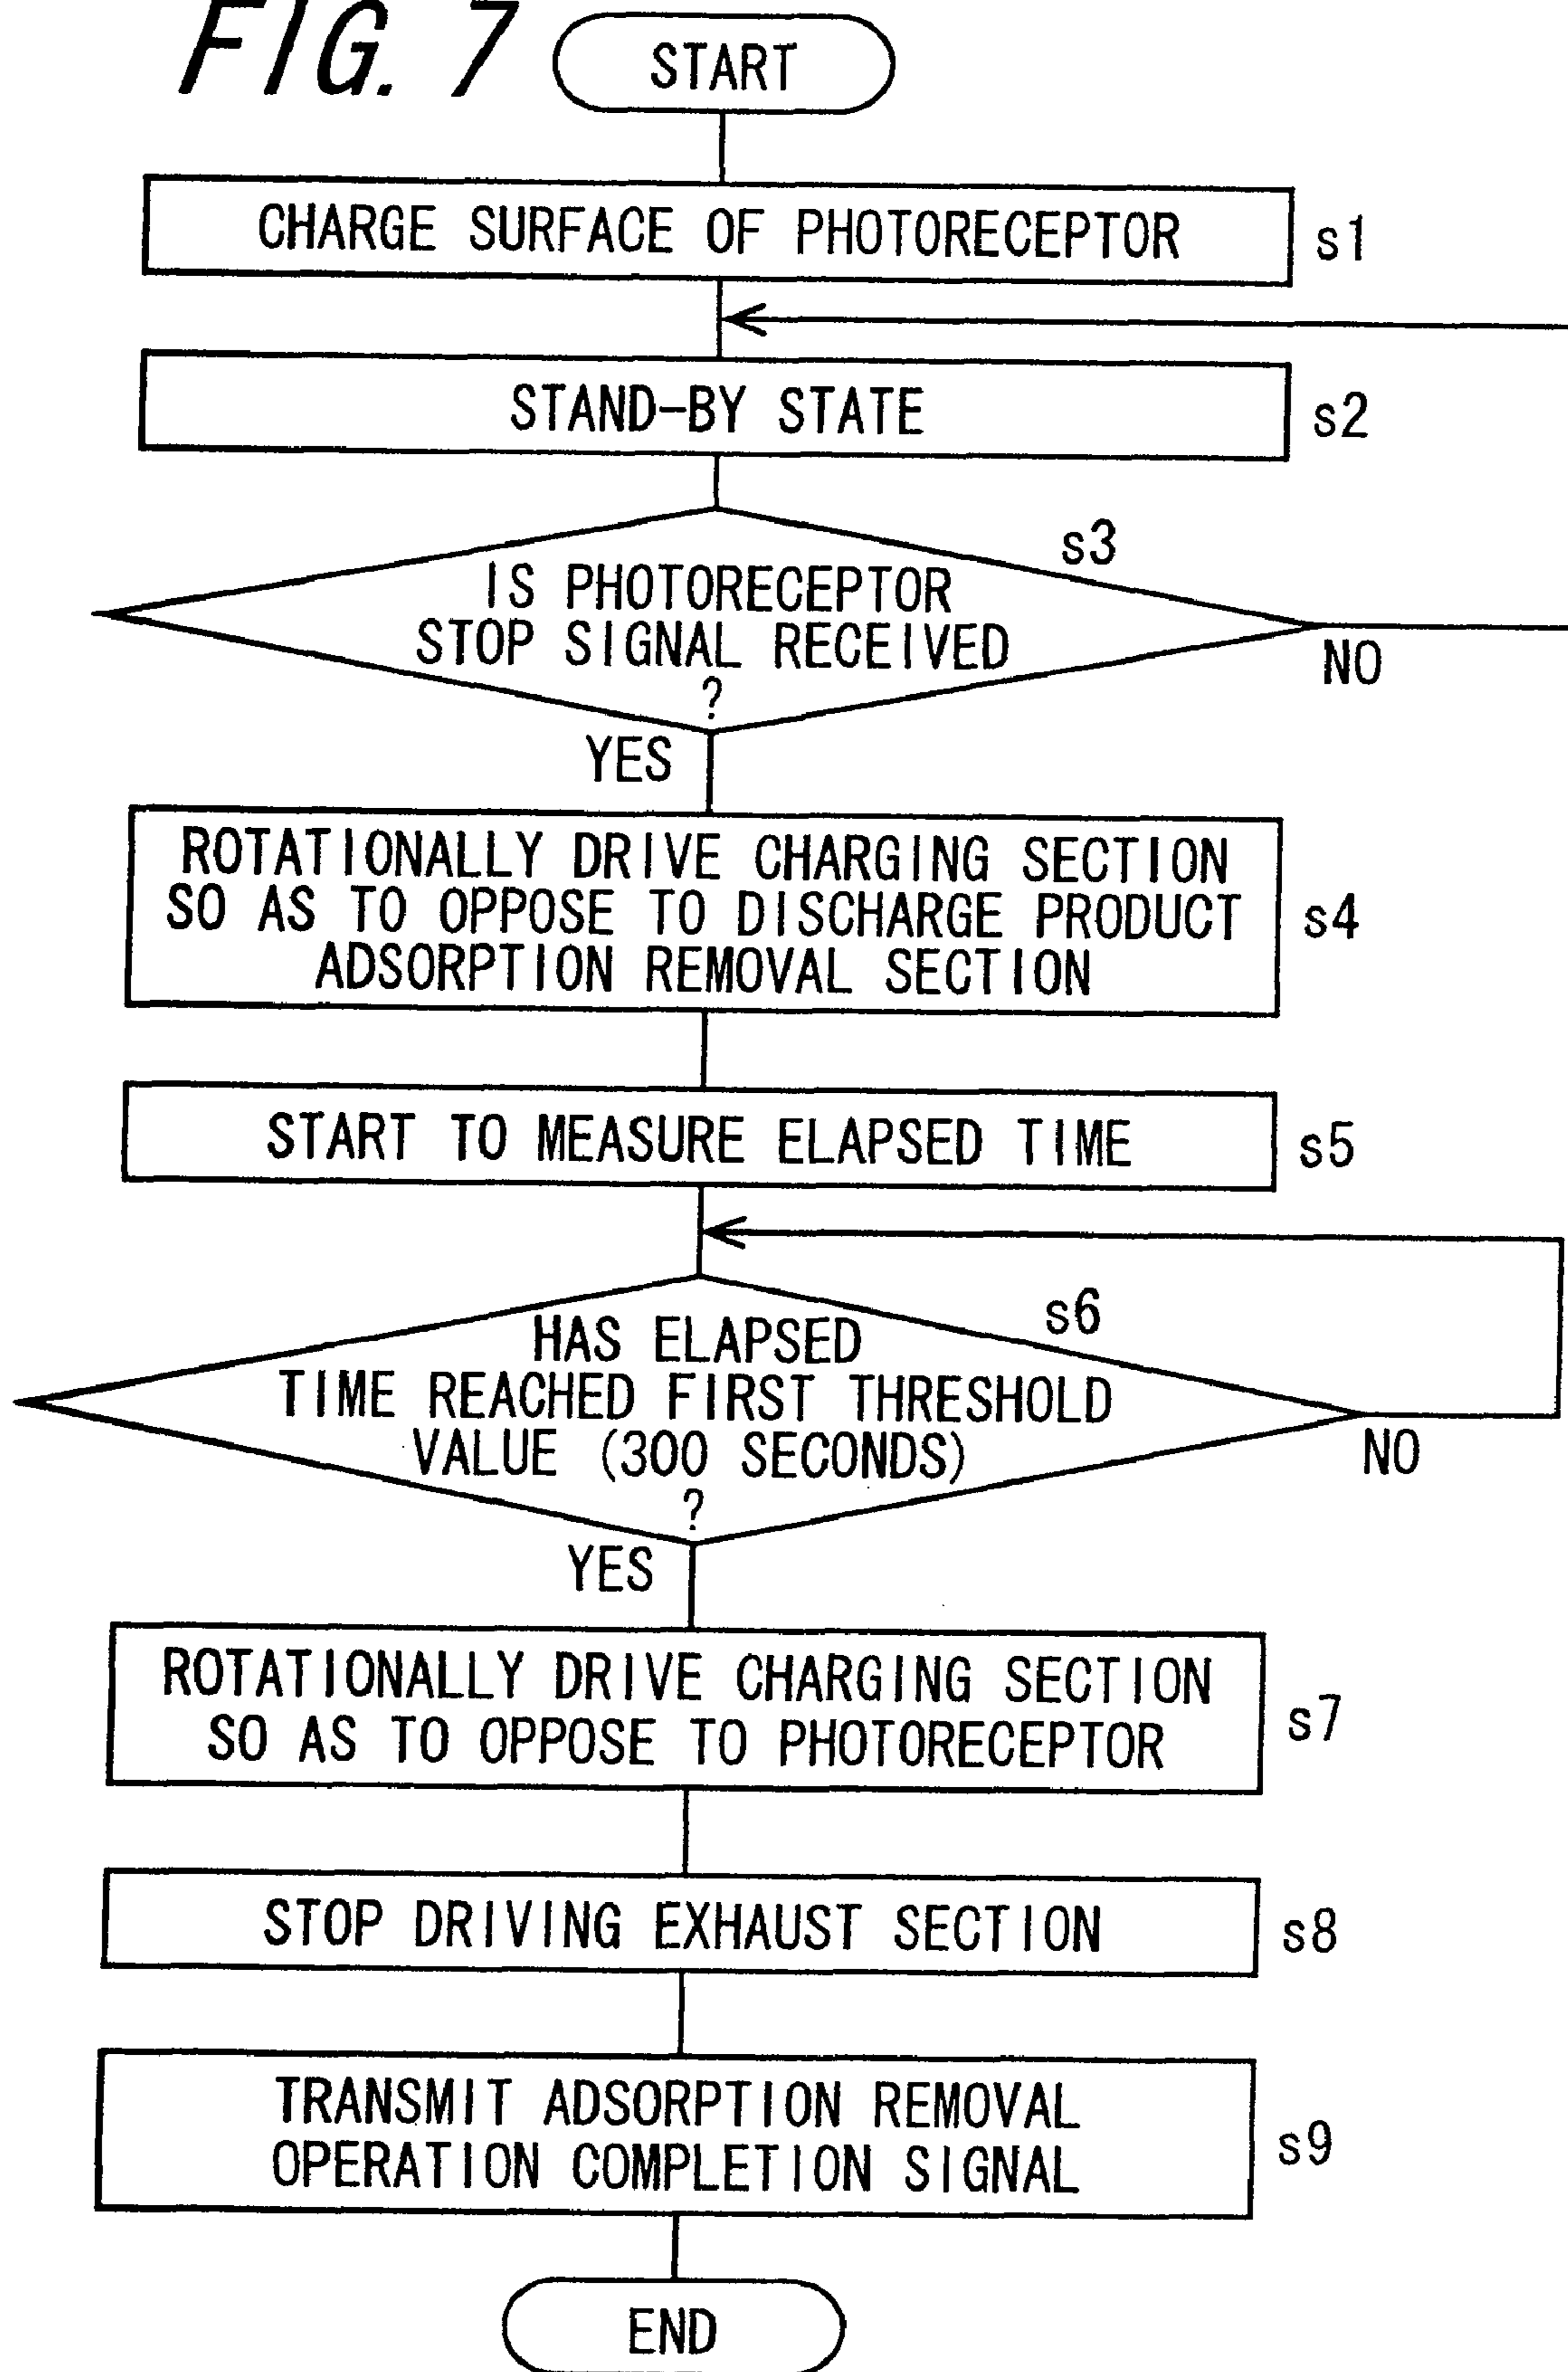 FIG. 7
START
CHARGE SURFACE OF PHOTORECEPTOR
s1
STAND-BY STATE
s2
s3
IS PHOTORECEPTOR
STOP SIGNAL RECEIVED
?
NO
YES
ROTATIONALLY DRIVE CHARGING SECTION
SO AS TO OPPOSE TO DISCHARGE PRODUCT
ADSORPTION REMOVAL SECTION
s4
START TO MEASURE ELAPSED TIME
s5
s6
HAS ELAPSED
TIME REACHED FIRST THRESHOLD
VALUE (300 SECONDS)
?
NO
YES
ROTATIONALLY DRIVE CHARGING SECTION
SO AS TO OPPOSE TO PHOTORECEPTOR
s7
STOP DRIVING EXHAUST SECTION
s8
TRANSMIT ADSORPTION REMOVAL
OPERATION COMPLETION SIGNAL
s9
END